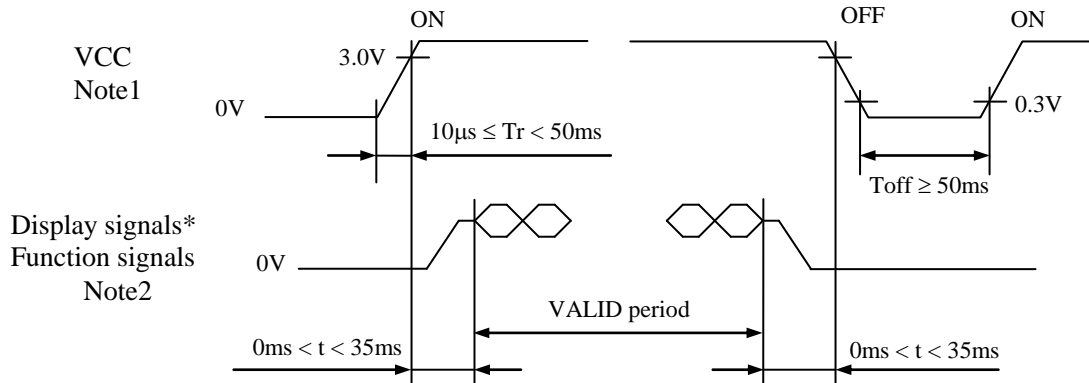 ON
OFF
ON
VCC
Note1
3.0V
0V
0.3V
10μs ≤ Tr < 50ms
Toff ≥ 50ms
Display signals*
Function signals
Note2
0V
VALID period
0ms < t < 35ms
0ms < t < 35ms